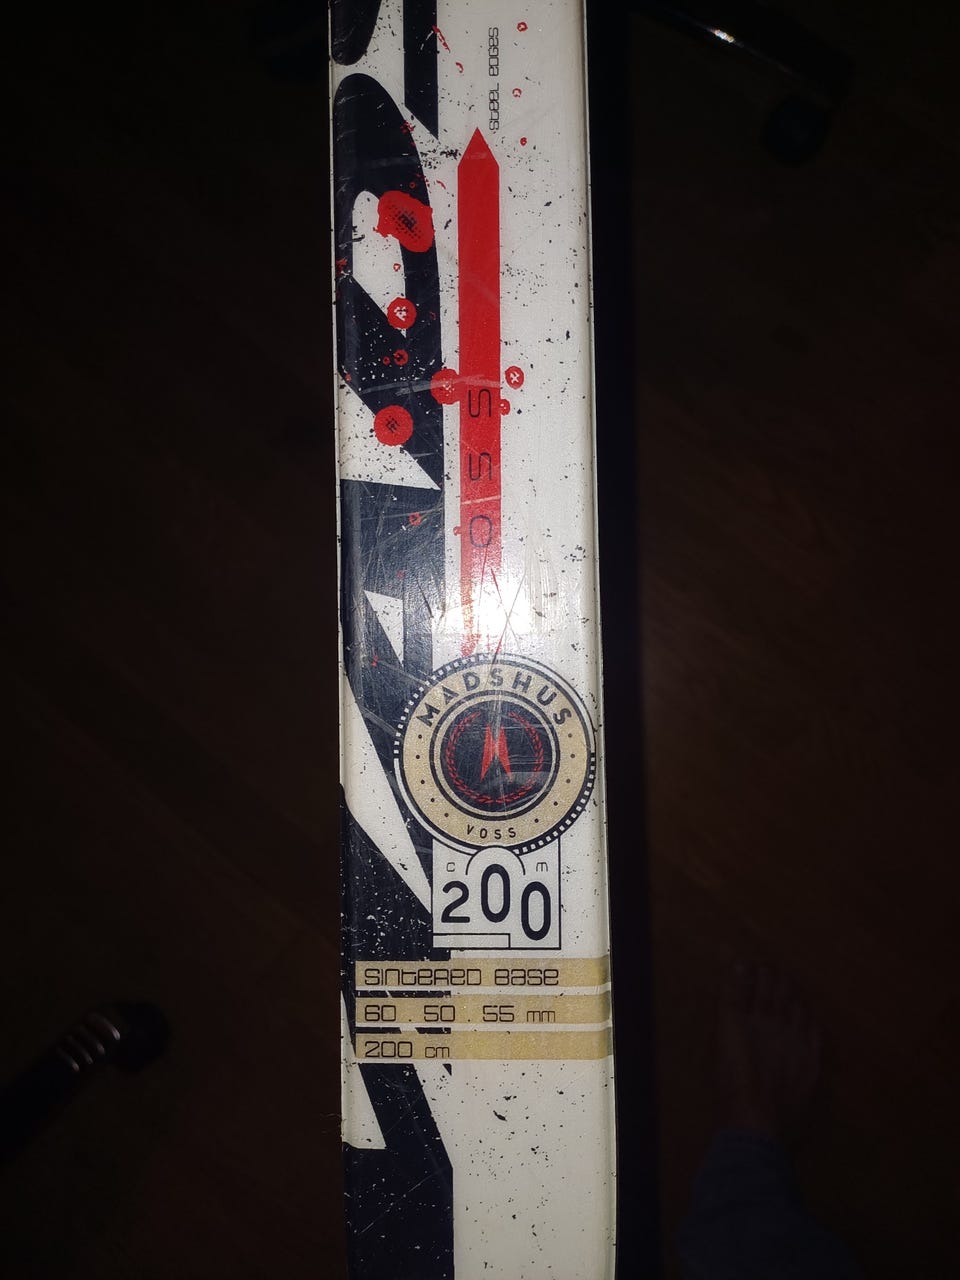 steel edges
VOSS
MADSHUS
VOSS
cm
200
sintered base
60 . 50 . 55 mm
200 cm